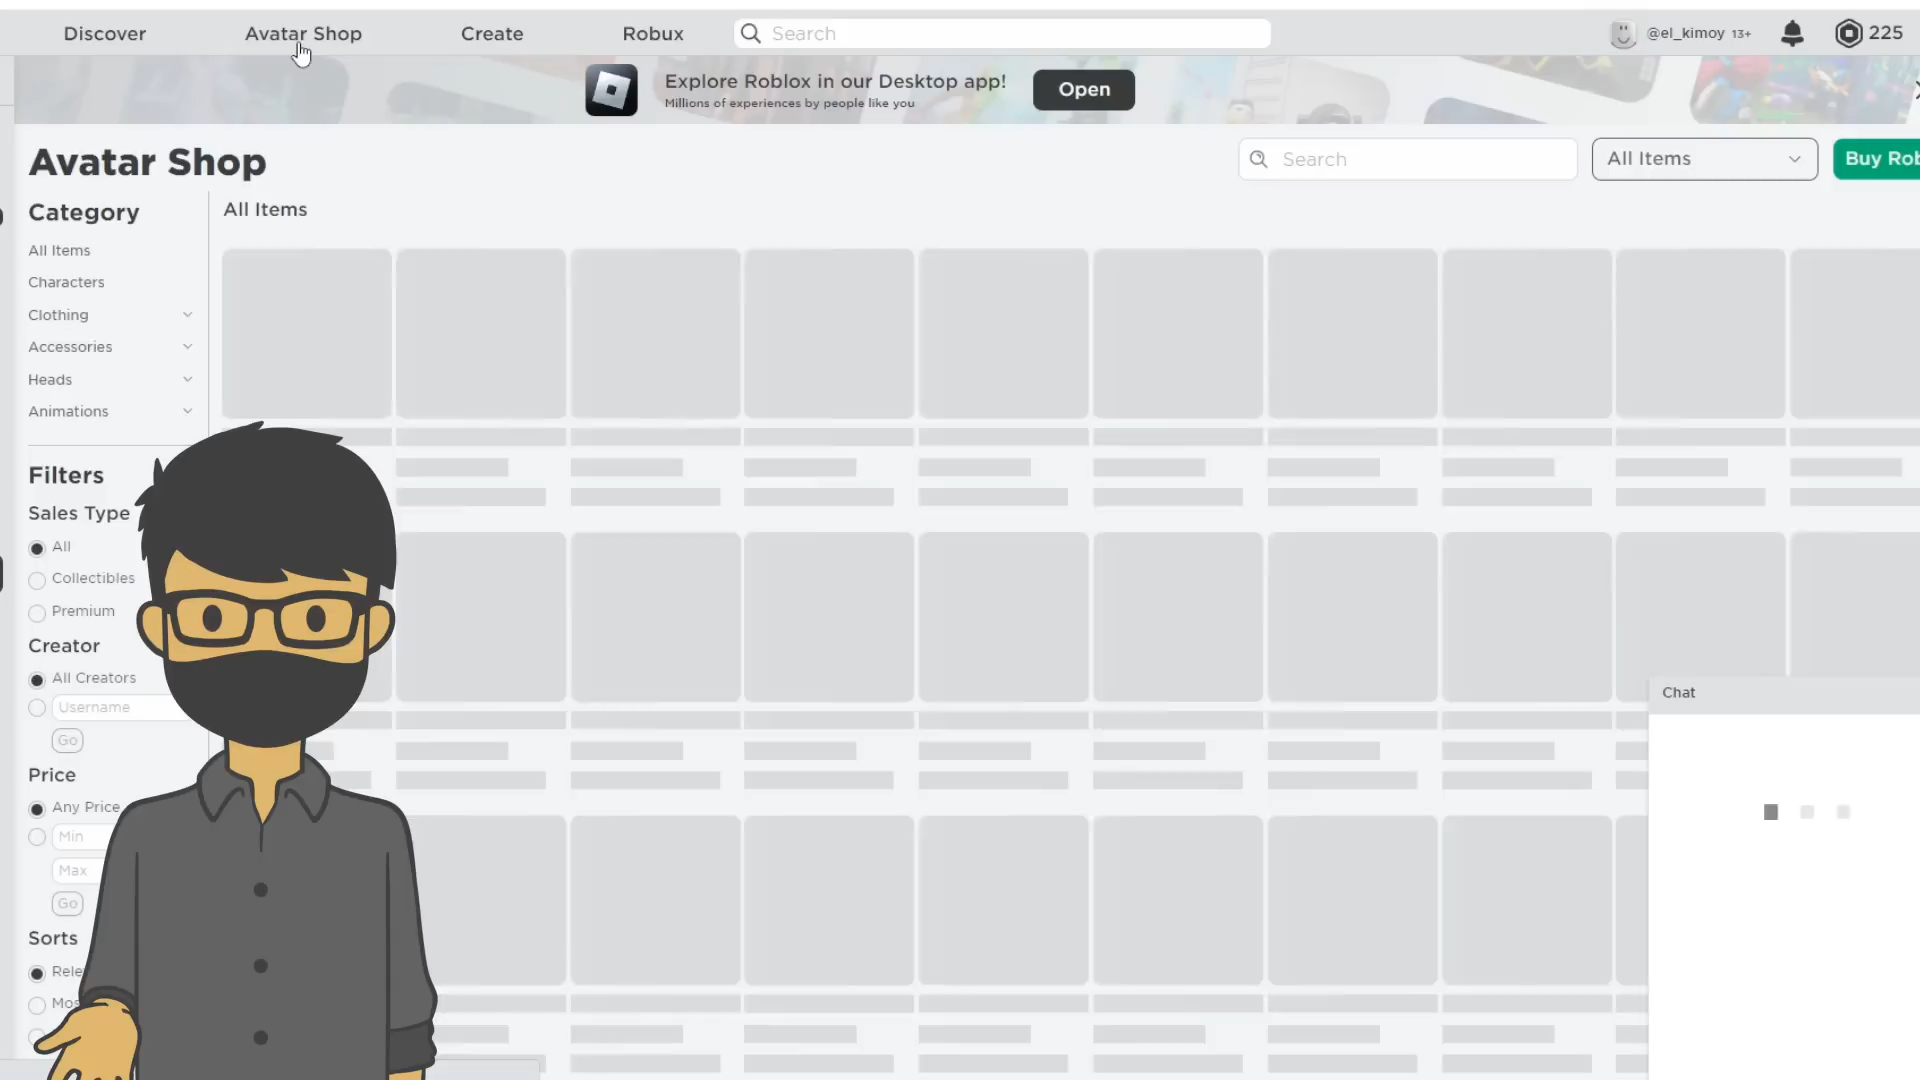 Discover Avatar Shop Create Robux Search @el_kimoy 13+ 225
Explore Roblox in our Desktop app!
Millions of experiences by people like you
Open
Avatar Shop
Search
All Items
Buy Rob
Category
All Items
All Items
Characters
Clothing
Accessories
Heads
Animations
Filters
Sales Type
All
Collectibles
Premium
Creator
All Creators
Username
Go
Price
Any Price
Min
Max
Go
Sorts
Rele
Mos
Chat